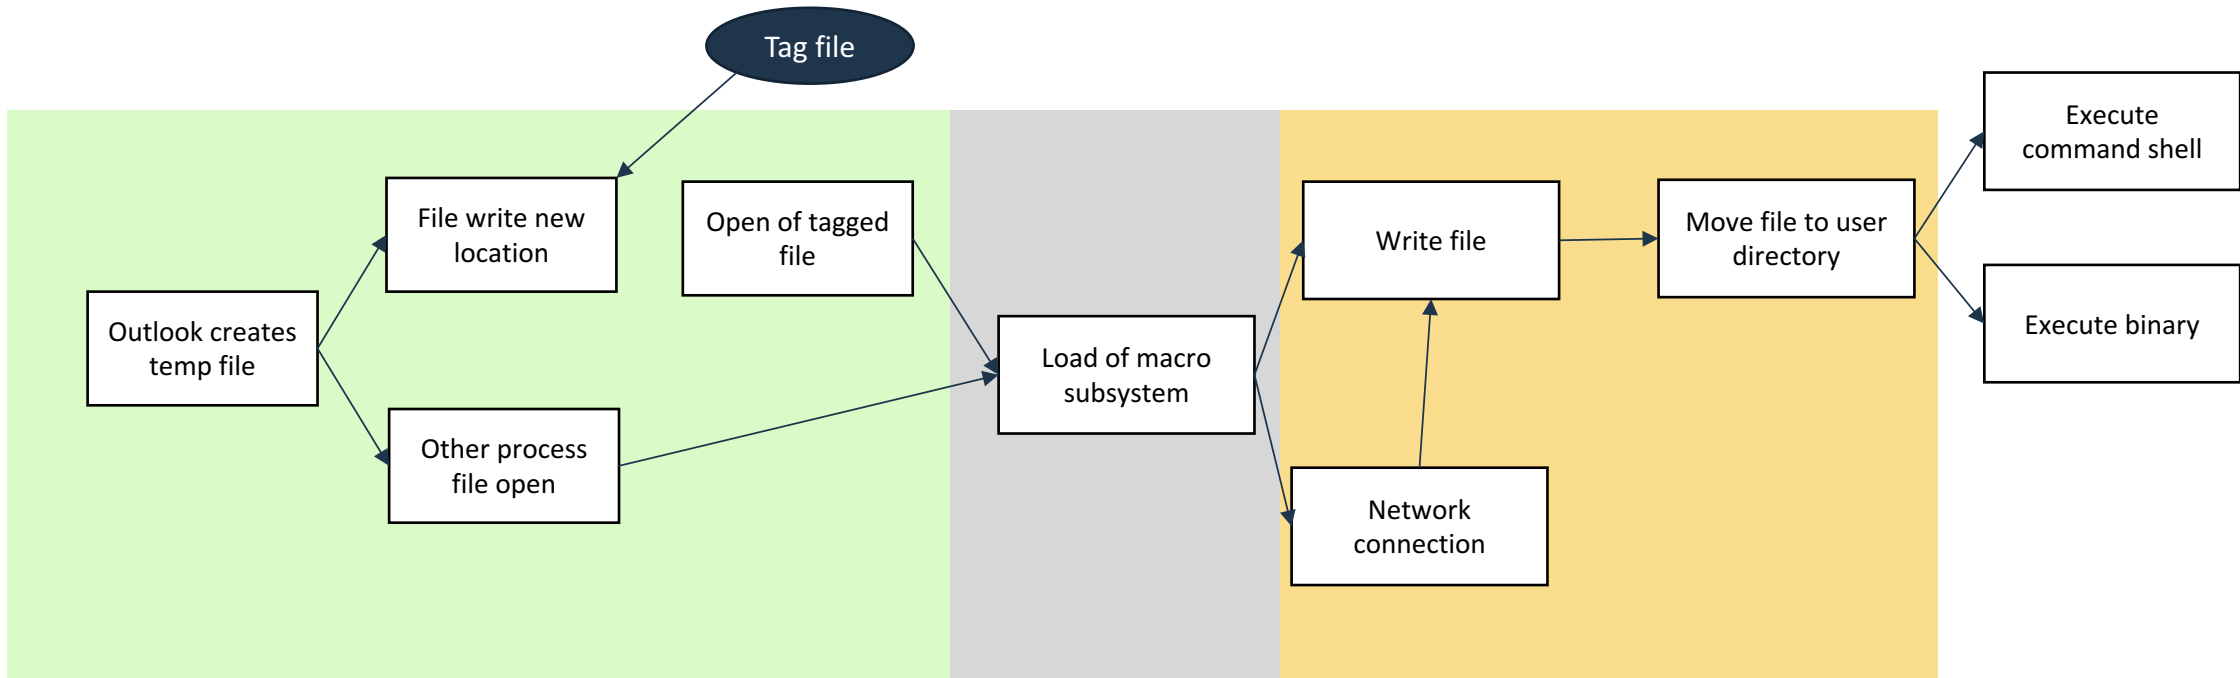 Tag file
Outlook creates
temp file
File write new
location
Other process
file open
Open of tagged
file
Load of macro
subsystem
Write file
Network
connection
Move file to user
directory
Execute
command shell
Execute binary